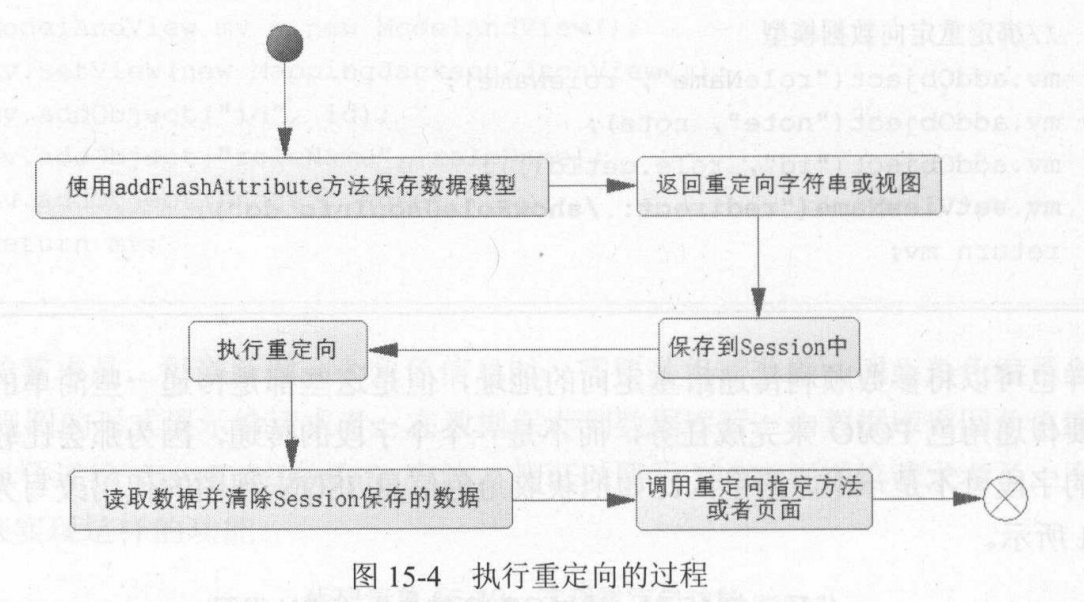 使用addFlashAttribute方法保存数据模型
返回重定向字符串或视图
保存到Session中
执行重定向
读取数据并清除Session保存的数据
调用重定向指定方法
或者页面
图 15-4 执行重定向的过程